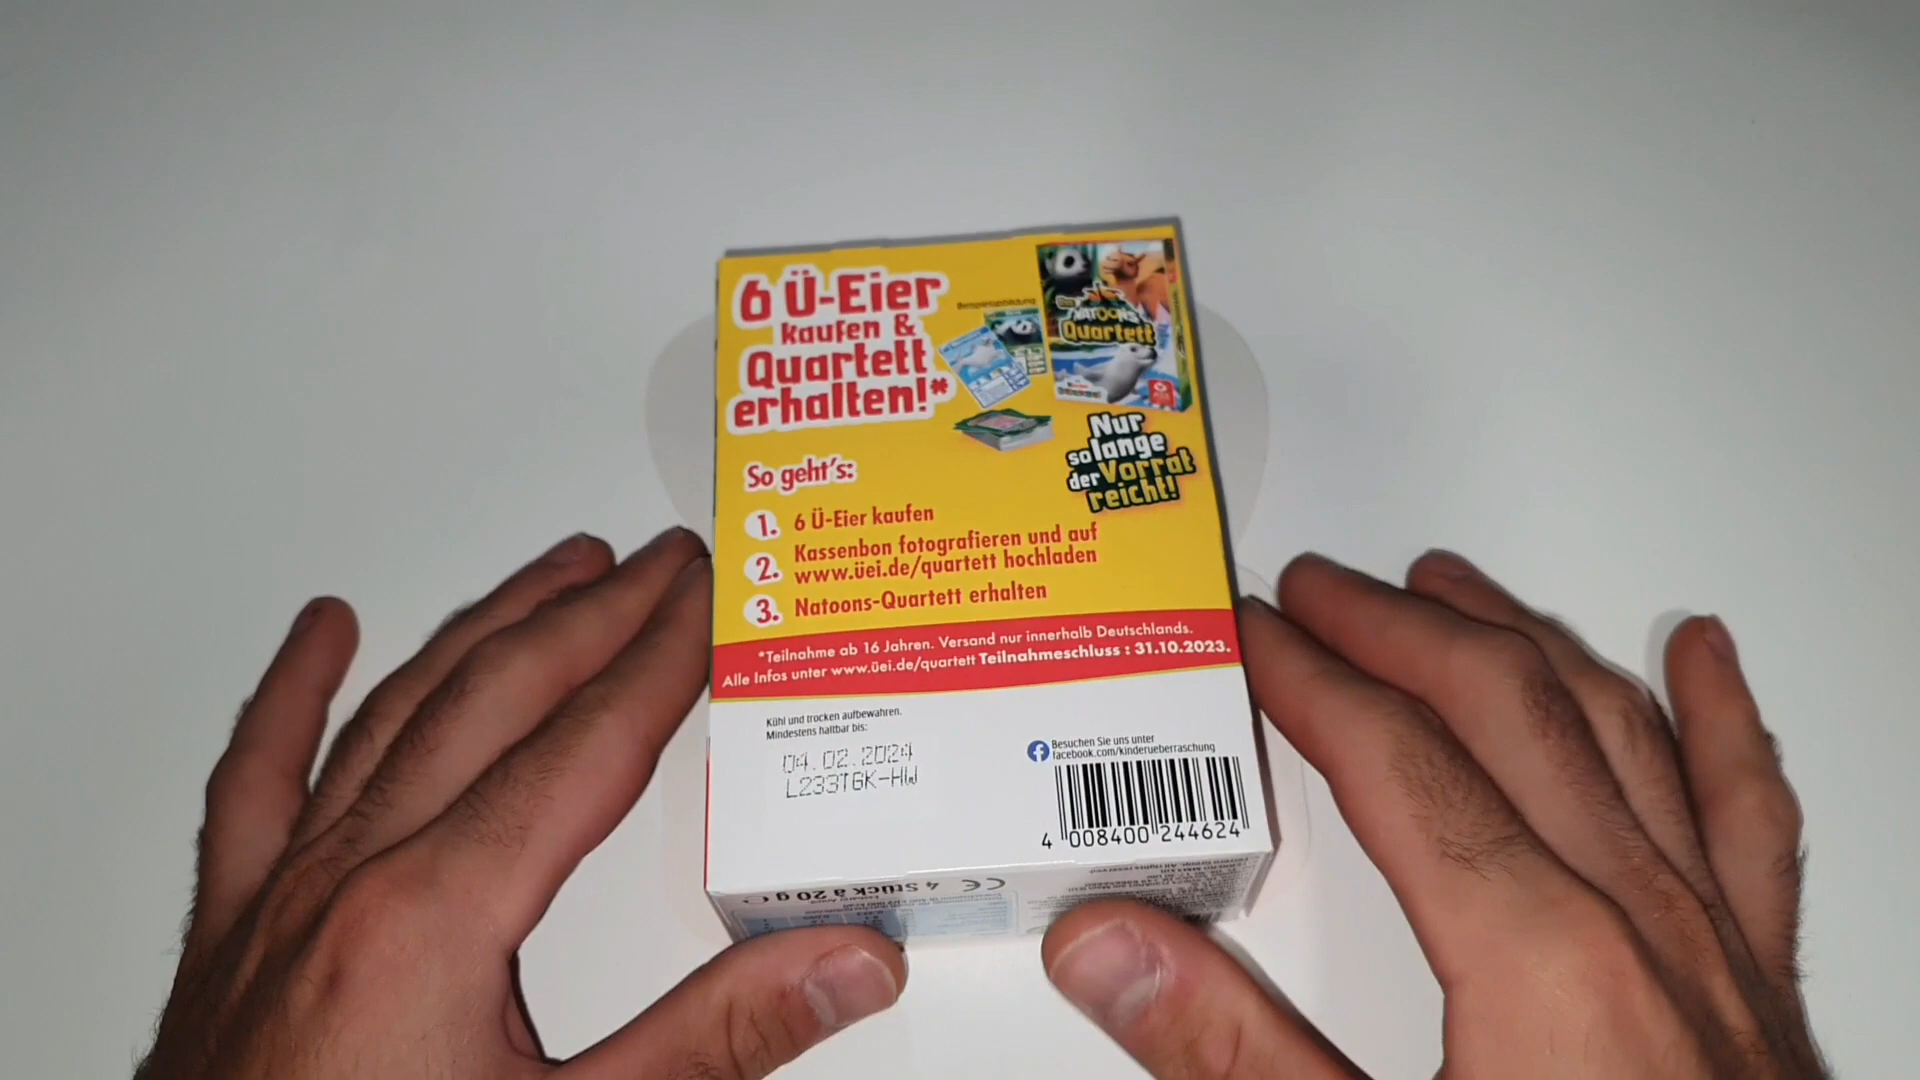 6 Ü-Eier
kaufen &
Quartett
erhalten!*
Beispielabbildung
Das
NATOONS
Quartett
Nur
so lange
der Vorrat
reicht!
So geht's:
1. 6 Ü-Eier kaufen
2. Kassenbon fotografieren und auf
www.üei.de/quartett hochladen
3. Natoons-Quartett erhalten
*Teilnahme ab 16 Jahren. Versand nur innerhalb Deutschlands.
Alle Infos unter www.üei.de/quartett Teilnahmeschluss : 31.10.2023.
Kühl und trocken aufbewahren.
Mindestens haltbar bis:
04.02.2024
L233TGK-HW
Besuchen Sie uns unter
facebook.com/kinderueberraschung
4 008400 244624
CE 4 Stück à 20 g e